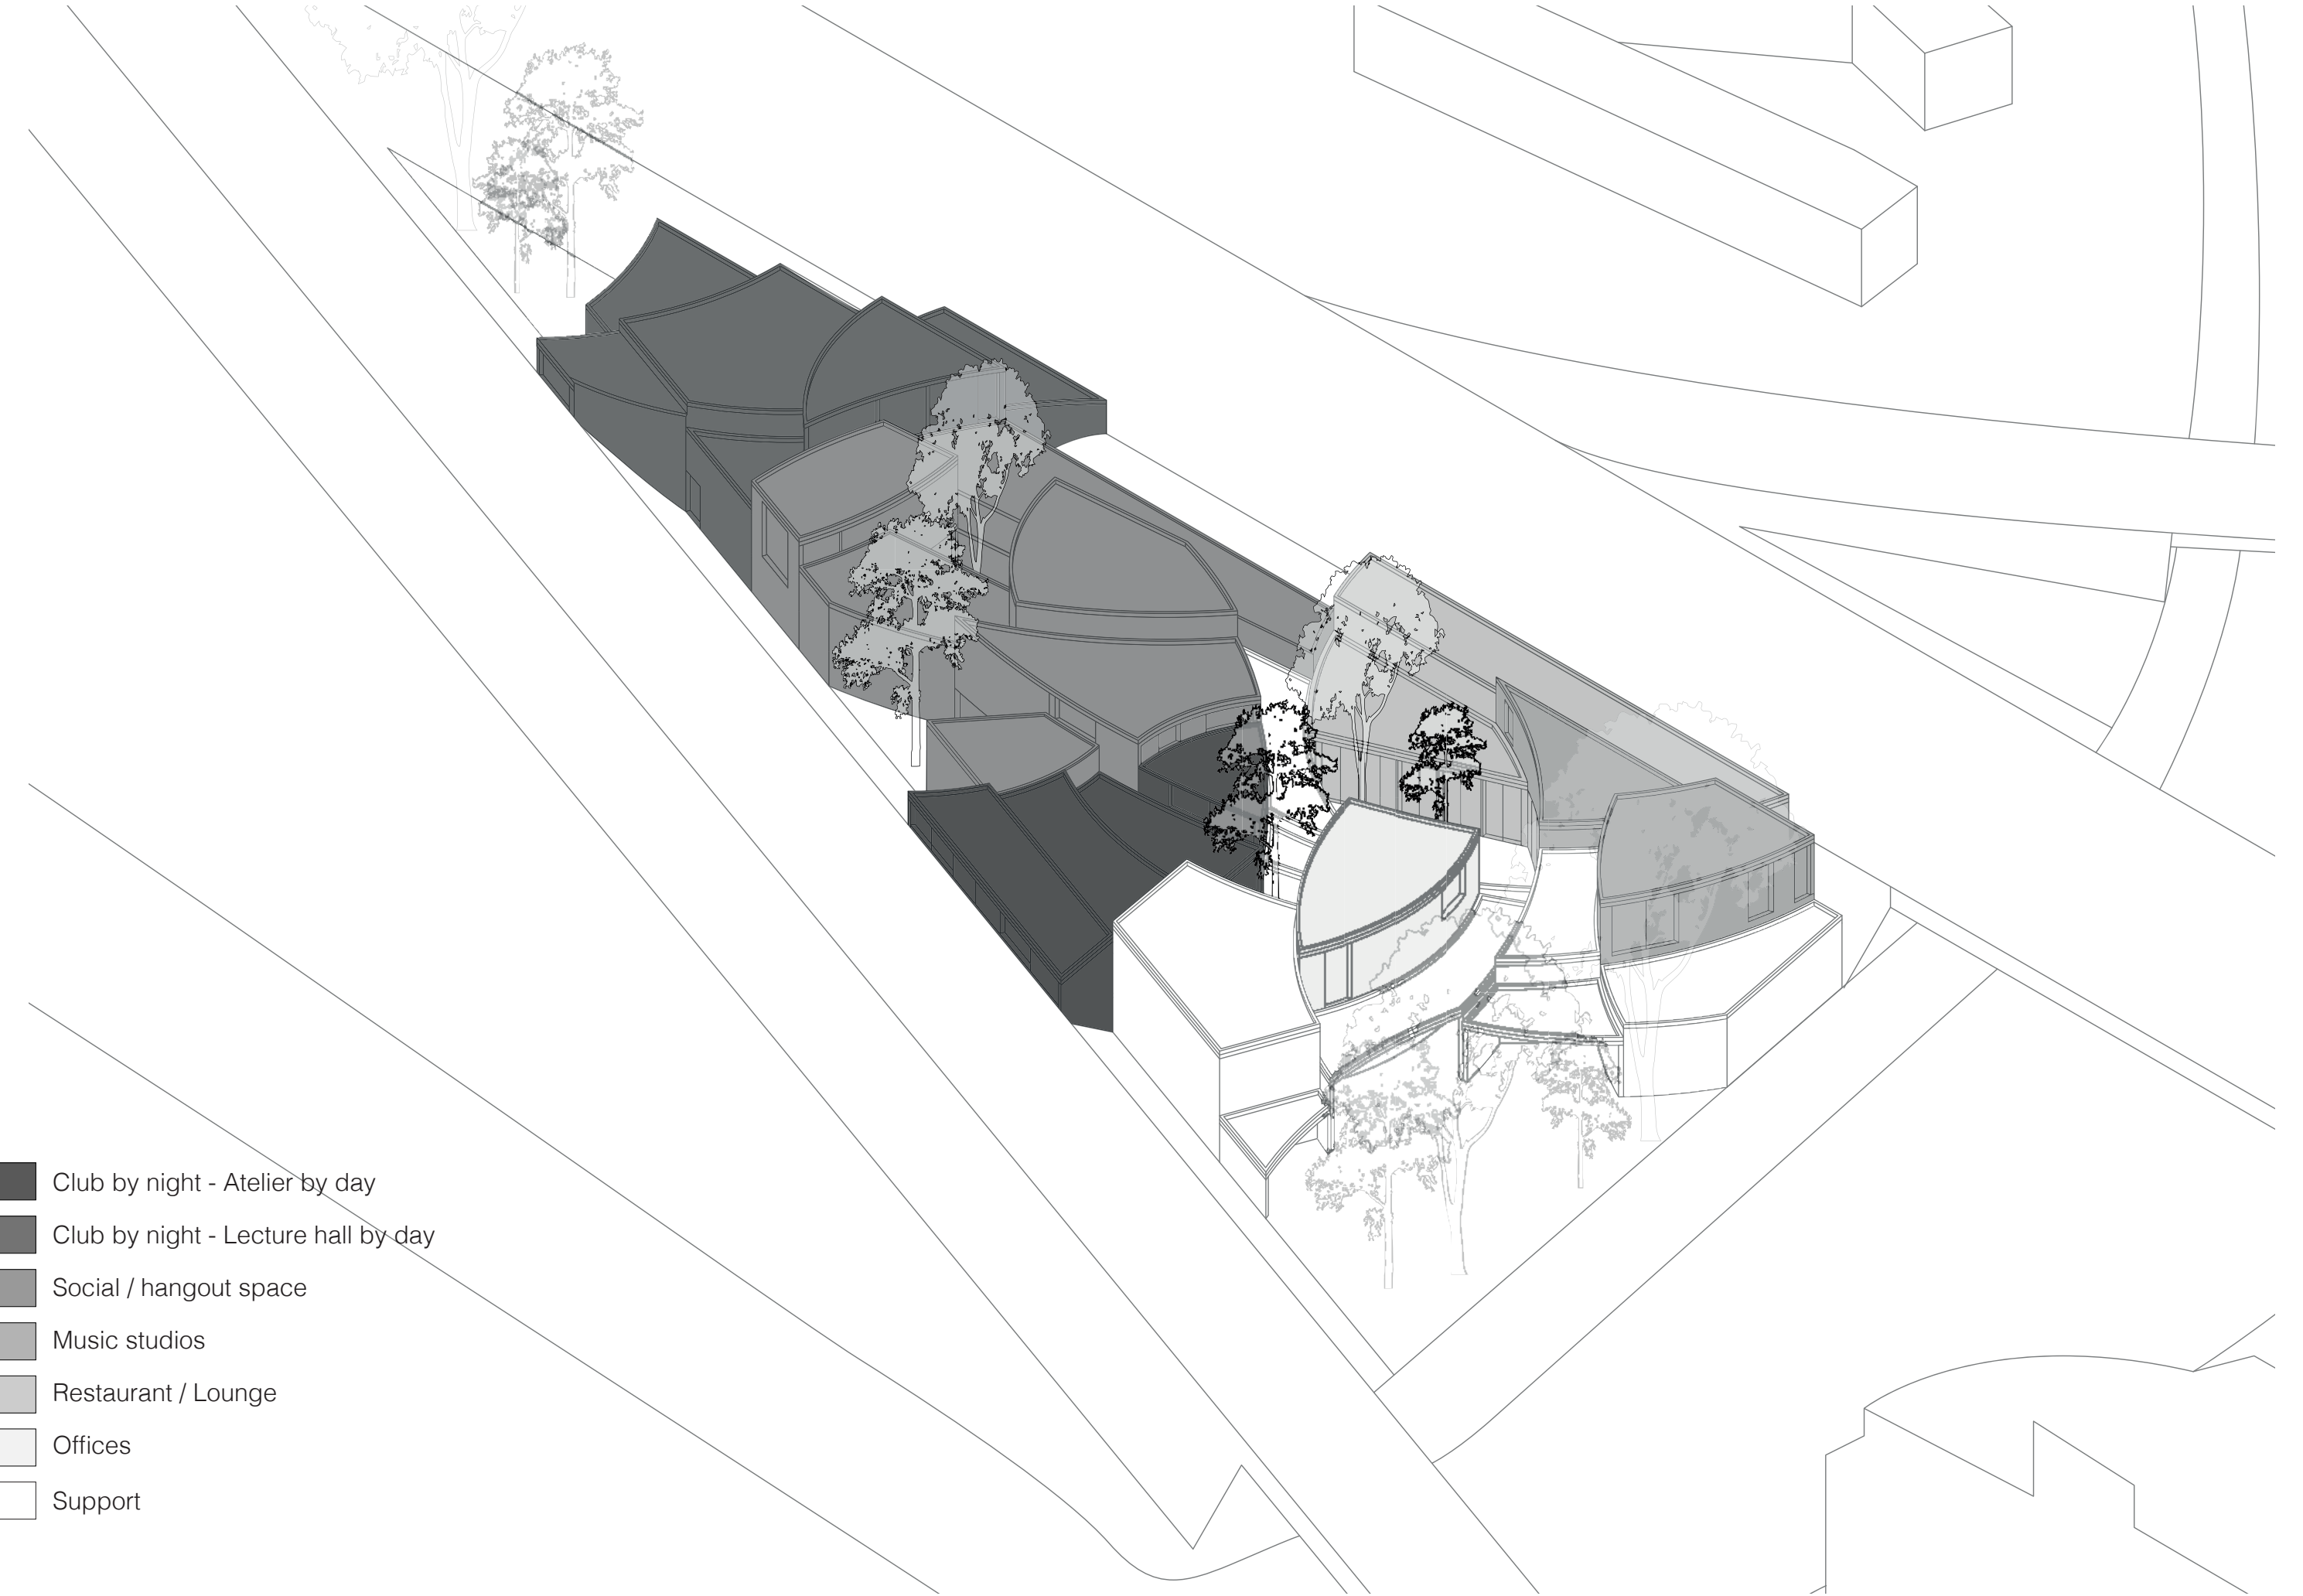 Club by night - Atelier by day
Club by night - Lecture hall by day
Social / hangout space
Music studios
Restaurant / Lounge
Offices
Support